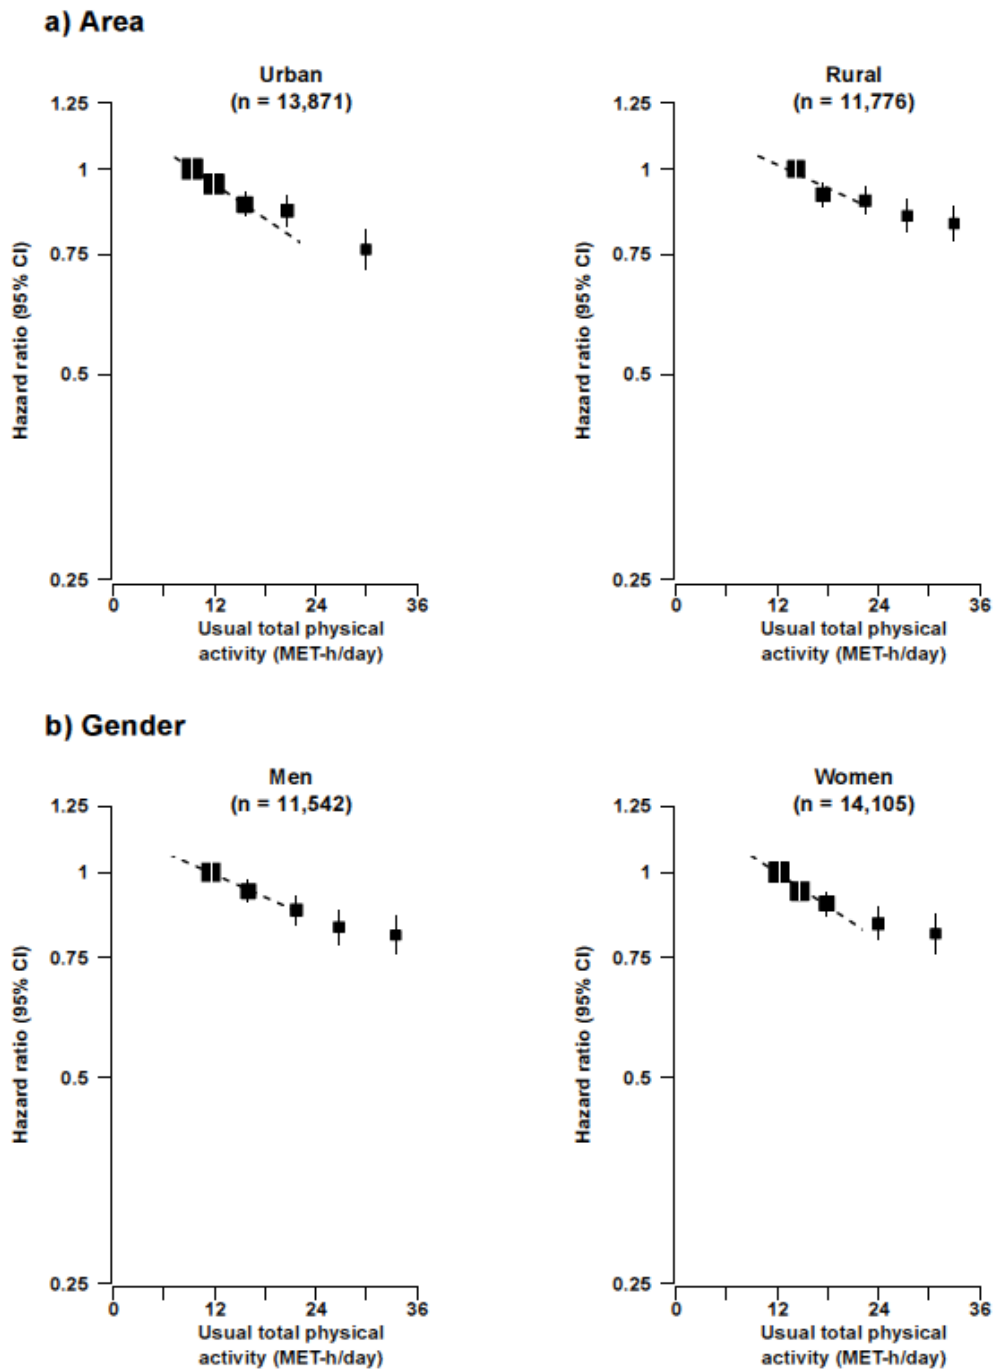 a) Area
Urban
(n = 13,871)
1.25
1
0.75
0.5
0.25
Hazard ratio (95% CI)
0
12
24
36
Usual total physical
activity (MET-h/day)
Rural
(n = 11,776)
1.25
1
0.75
0.5
0.25
Hazard ratio (95% CI)
0
12
24
36
Usual total physical
activity (MET-h/day)
b) Gender
Men
(n = 11,542)
1.25
1
0.75
0.5
0.25
Hazard ratio (95% CI)
0
12
24
36
Usual total physical
activity (MET-h/day)
Women
(n = 14,105)
1.25
1
0.75
0.5
0.25
Hazard ratio (95% CI)
0
12
24
36
Usual total physical
activity (MET-h/day)